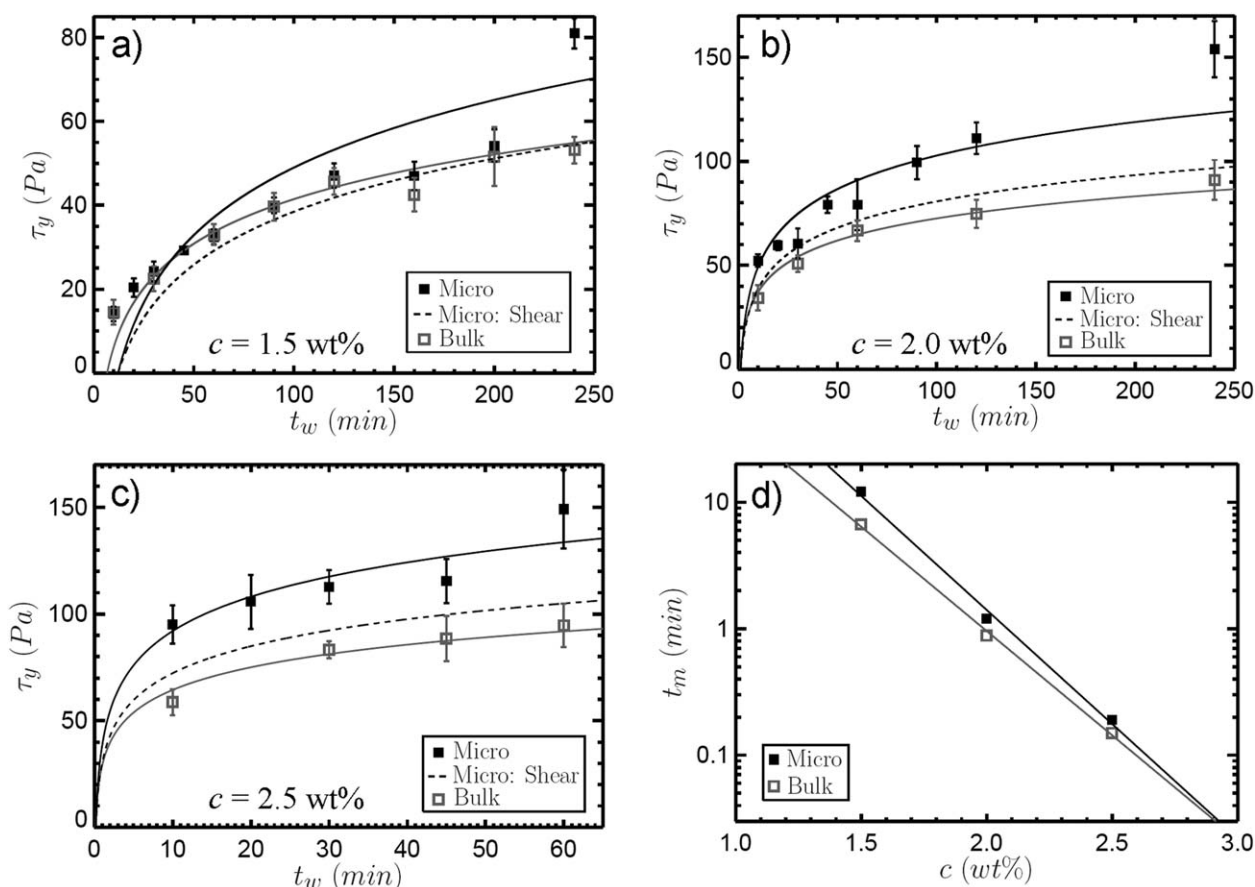 a)
80
60
40
20
0
τy (Pa)
Micro
Micro: Shear
Bulk
c = 1.5 wt%
0 50 100 150 200 250
tw (min)
b)
150
100
50
0
τy (Pa)
Micro
Micro: Shear
Bulk
c = 2.0 wt%
0 50 100 150 200 250
tw (min)
c)
150
100
50
0
τy (Pa)
Micro
Micro: Shear
Bulk
c = 2.5 wt%
0 10 20 30 40 50 60
tw (min)
d)
10
1
0.1
tm (min)
Micro
Bulk
1.0 1.5 2.0 2.5 3.0
c (wt%)